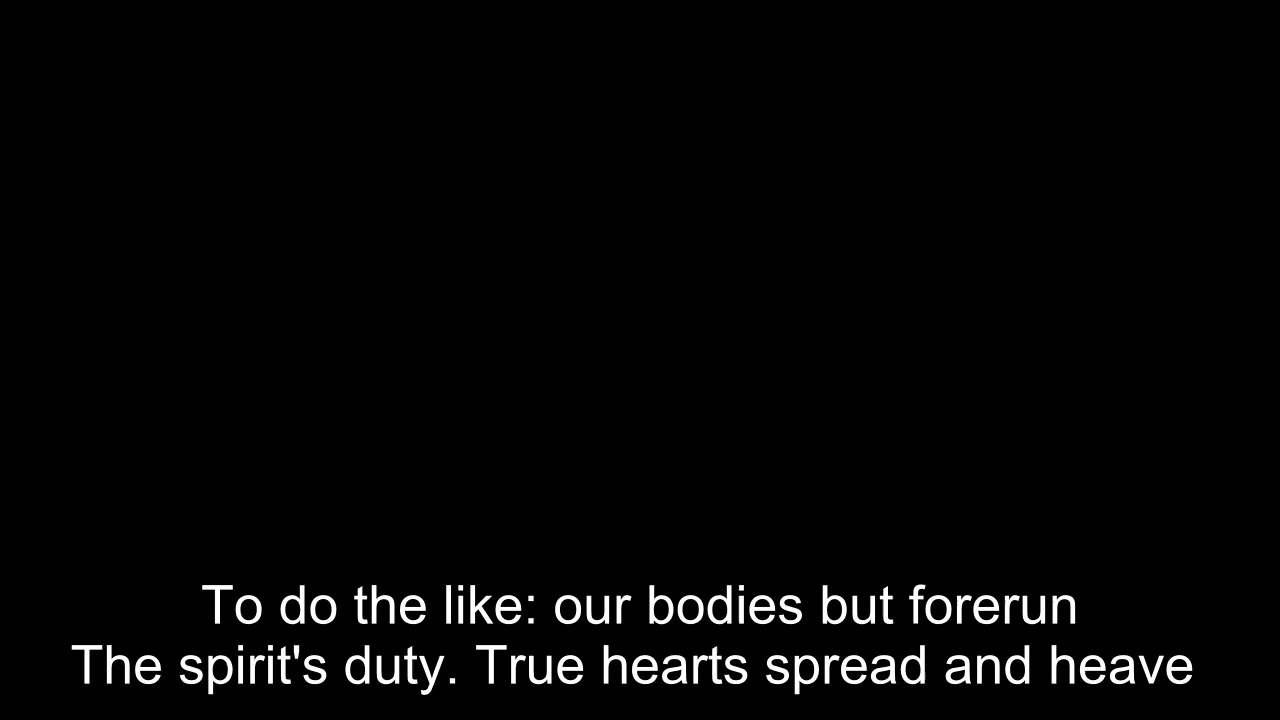 To do the like: our bodies but forerun
The spirit's duty. True hearts spread and heave